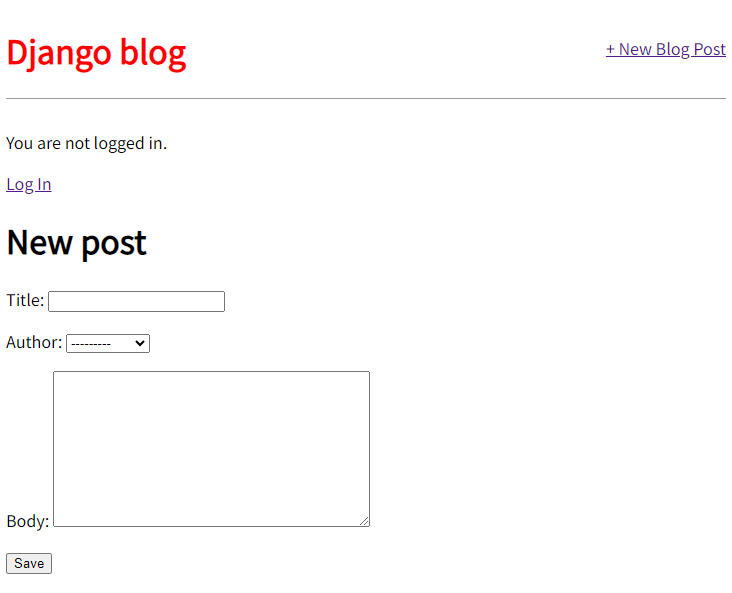 Django blog
+ New Blog Post
You are not logged in.
Log In
New post
Title:
Author: ---------
Body:
Save